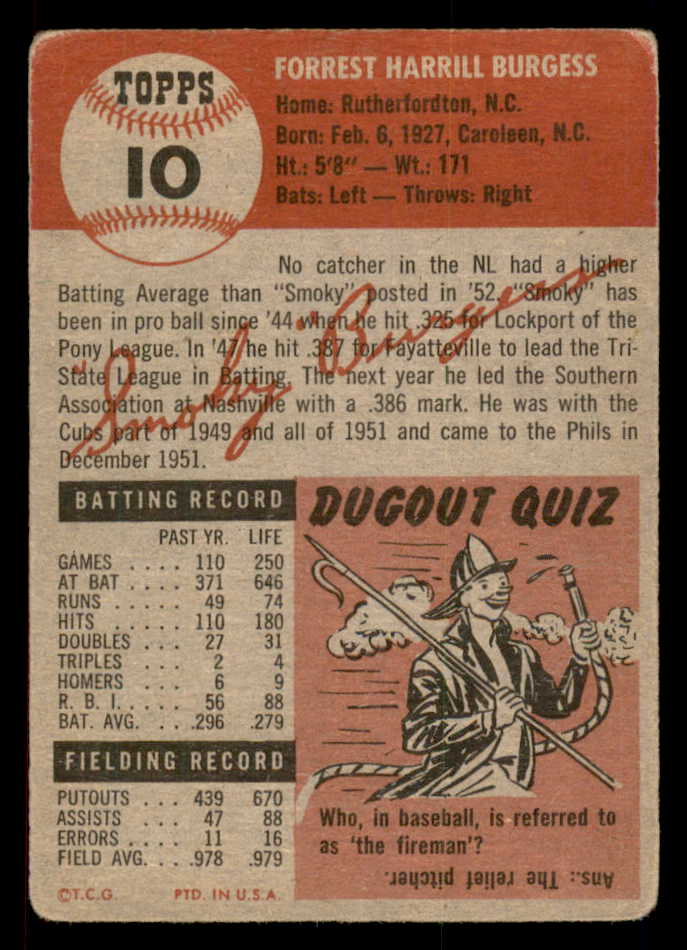 TOPPS
10
FORREST HARRILL BURGESS
Home: Rutherfordton, N.C.
Born: Feb. 6, 1927, Caroleen, N.C.
Ht.: 5'8" — Wt.: 171
Bats: Left — Throws: Right
No catcher in the NL had a higher
Batting Average than "Smoky" posted in '52. "Smoky" has
been in pro ball since '44 when he hit .325 for Lockport of the
Pony League. In '47 he hit .387 for Fayatteville to lead the Tri-
State League in Batting. The next year he led the Southern
Association at Nashville with a .386 mark. He was with the
Cubs part of 1949 and all of 1951 and came to the Phils in
December 1951.
"Smoky" Burgess
BATTING RECORD
PAST YR. LIFE
GAMES .... 110 250
AT BAT .... 371 646
RUNS ..... 49 74
HITS ..... 110 180
DOUBLES ... 27 31
TRIPLES ... 2 4
HOMERS ... 6 9
R. B. I. .... 56 88
BAT. AVG. ... .296 .279
FIELDING RECORD
PUTOUTS ... 439 670
ASSISTS ... 47 88
ERRORS .... 11 16
FIELD AVG. .. .978 .979
©T.C.G. PTD. IN U.S.A.
DUGOUT QUIZ
Who, in baseball, is referred to
as 'the fireman'?
Ans.: The relief pitcher.